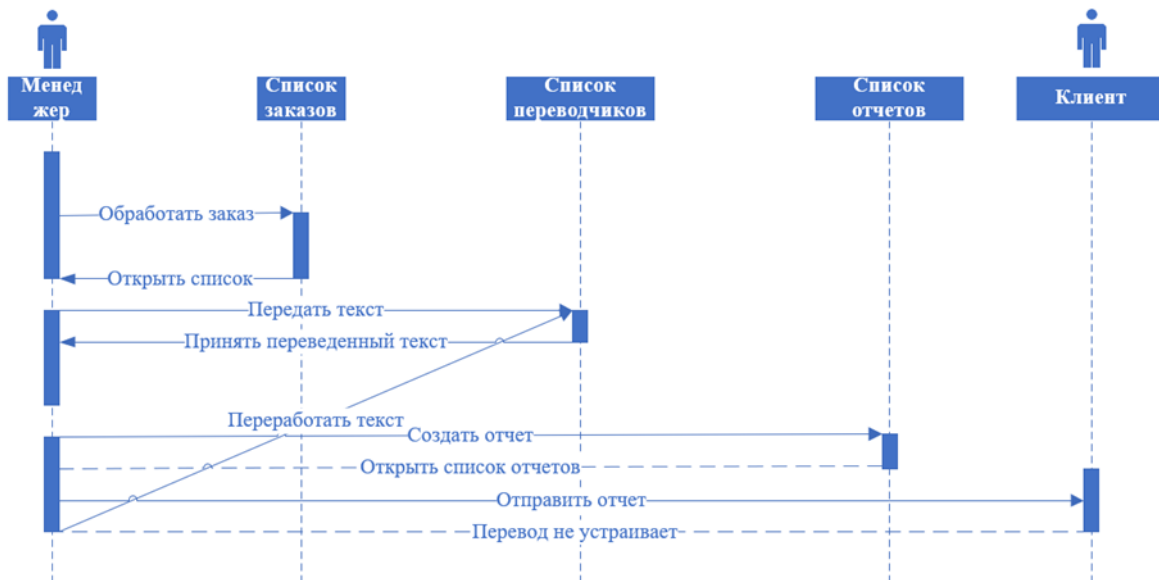 Менед
жер
Список
заказов
Список
переводчиков
Список
отчетов
Клиент
Обработать заказ
Открыть список
Передать текст
Принять переведенный текст
Переработать текст
Создать отчет
Открыть список отчетов
Отправить отчет
Перевод не устраивает